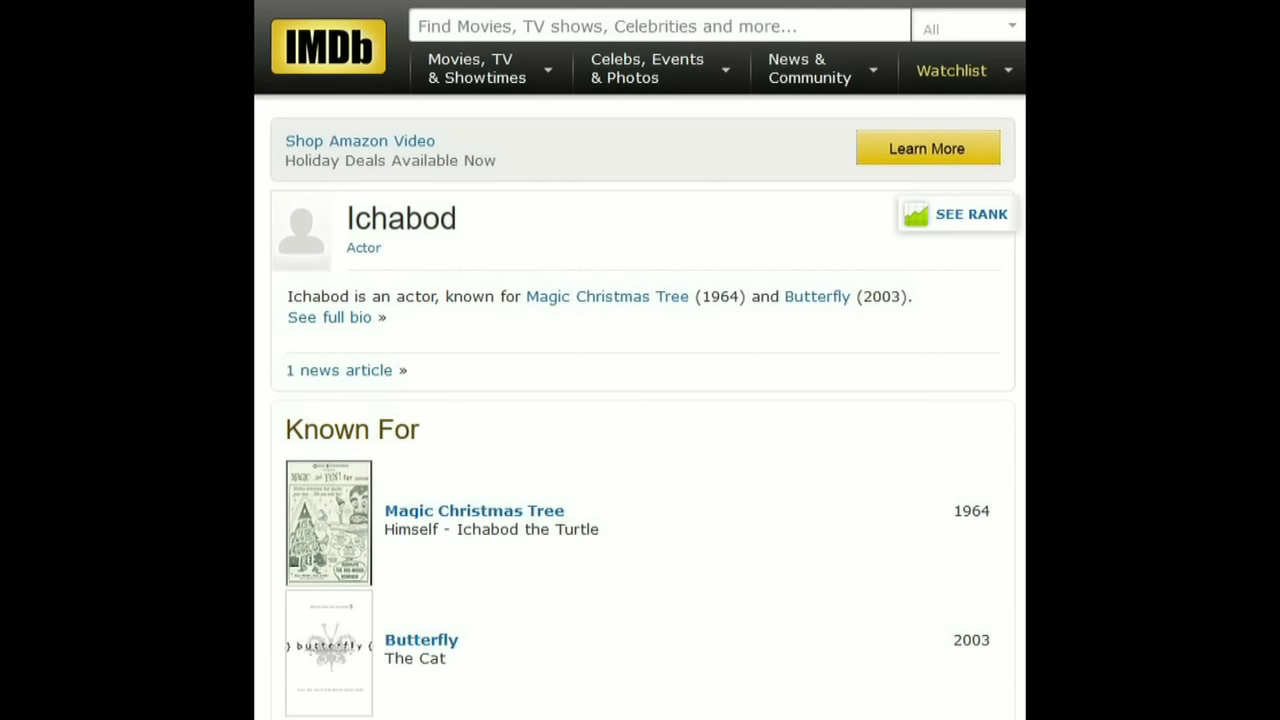 IMDb
Find Movies, TV shows, Celebrities and more...
All
Movies, TV
& Showtimes
Celebs, Events
& Photos
News &
Community
Watchlist
Shop Amazon Video
Holiday Deals Available Now
Learn More
Ichabod
SEE RANK
Actor
Ichabod is an actor, known for Magic Christmas Tree (1964) and Butterfly (2003).
See full bio »
1 news article »
Known For
Magic Christmas Tree
1964
Himself - Ichabod the Turtle
} butterfly {
Butterfly
2003
The Cat